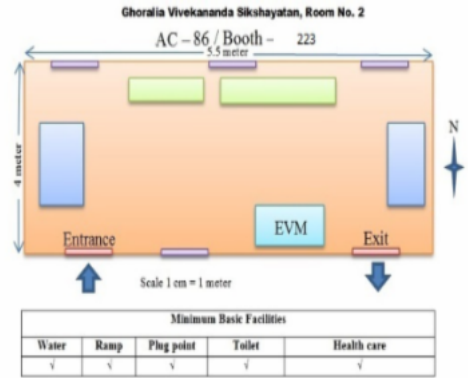 Ghoralia Vivekananda Sikshayatan, Room No. 2
AC – 86 / Booth – 223
5.5 meter
4 meter
N
EVM
Entrance
Exit
Scale 1 cm = 1 meter
Minimum Basic Facilities
Water Ramp Plug point Toilet Health care
√ √ √ √ √